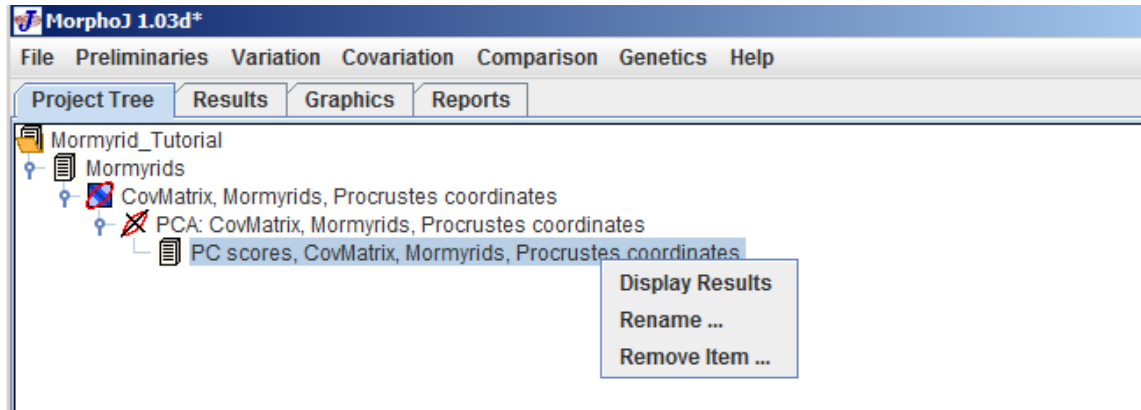 MorphoJ 1.03d*
File Preliminaries Variation Covariation Comparison Genetics Help
Project Tree Results Graphics Reports
Mormyrid_Tutorial
Mormyrids
CovMatrix, Mormyrids, Procrustes coordinates
PCA: CovMatrix, Mormyrids, Procrustes coordinates
PC scores, CovMatrix, Mormyrids, Procrustes coordinates
Display Results
Rename ...
Remove Item ...